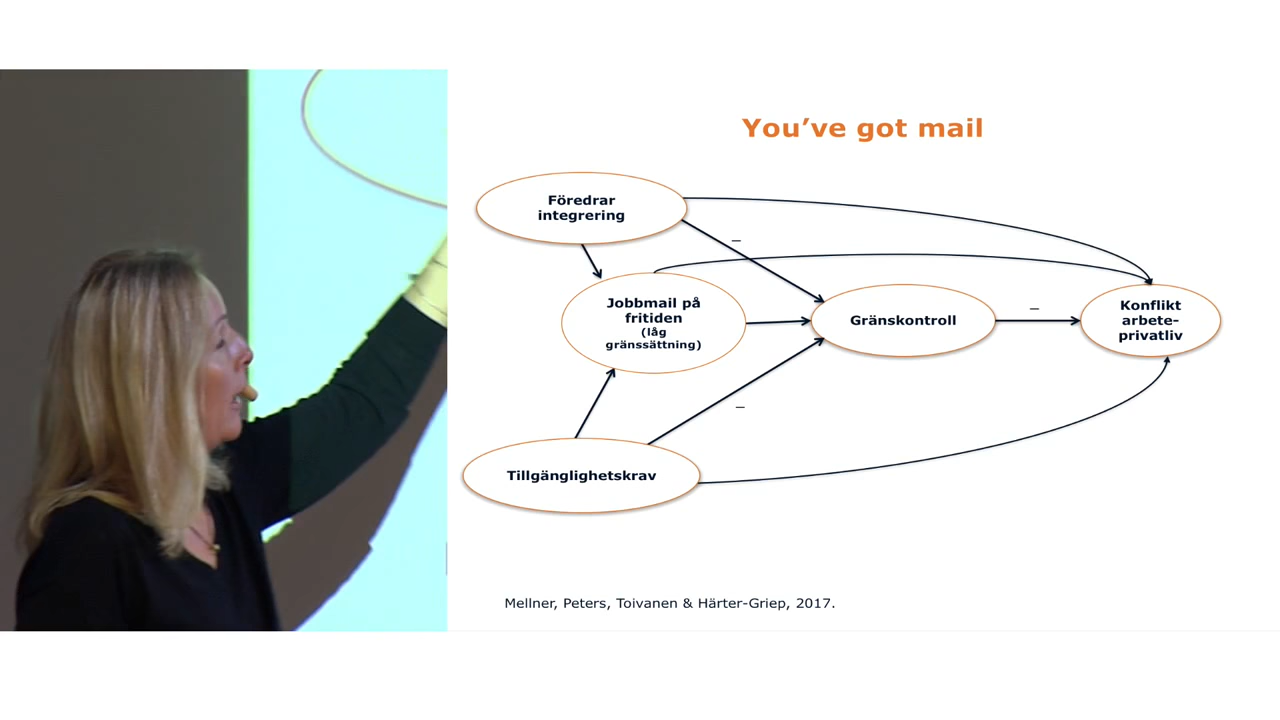 You’ve got mail
Föredrar
integrering
–
Jobbmail på
fritiden
(låg
gränssättning)
Gränskontroll
–
Konflikt
arbete-
privatliv
–
Tillgänglighetskrav
Mellner, Peters, Toivanen & Härter-Griep, 2017.